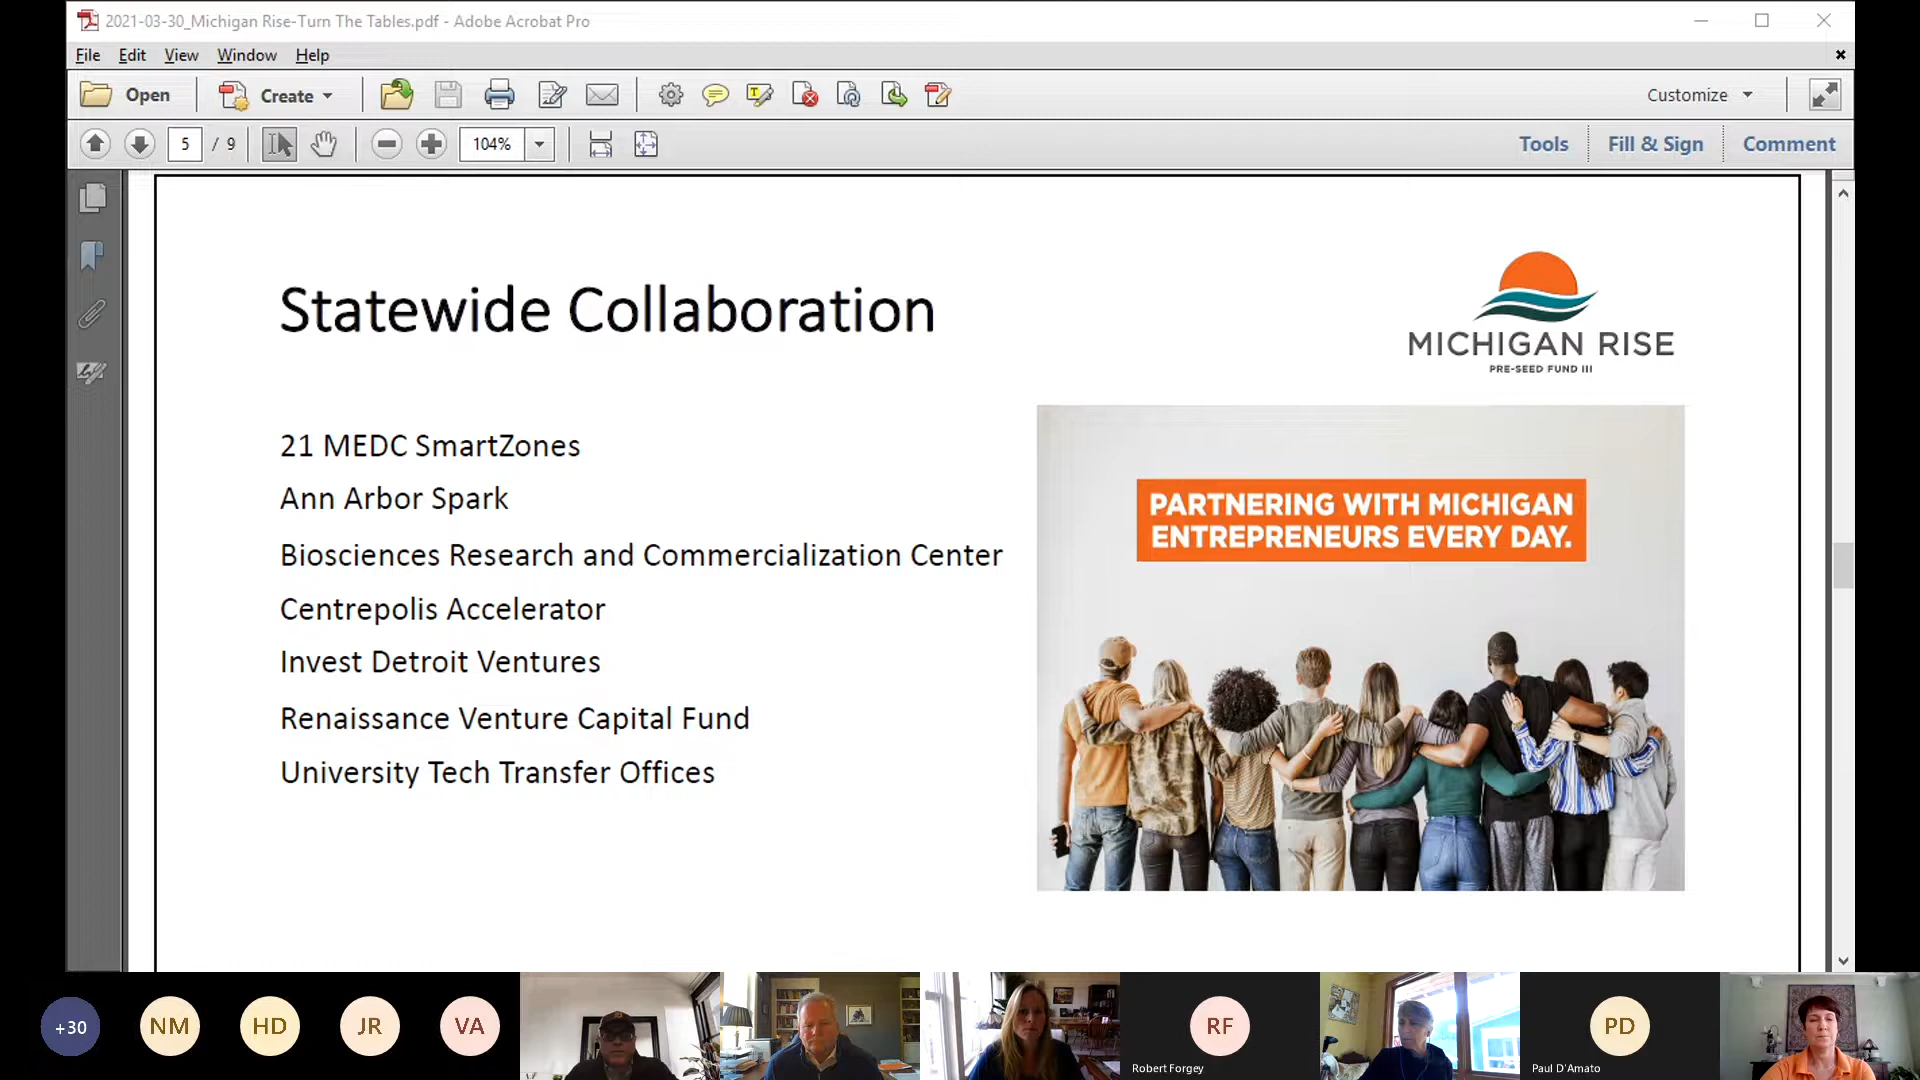 2021-03-30_Michigan Rise-Turn The Tables.pdf - Adobe Acrobat Pro
File Edit View Window Help
Open Create Customize
5 / 9 104% Tools Fill & Sign Comment
Statewide Collaboration
MICHIGAN RISE
PRE-SEED FUND III
21 MEDC SmartZones
Ann Arbor Spark
Biosciences Research and Commercialization Center
Centrepolis Accelerator
Invest Detroit Ventures
Renaissance Venture Capital Fund
University Tech Transfer Offices
PARTNERING WITH MICHIGAN
ENTREPRENEURS EVERY DAY.
+30 NM HD JR VA RF PD
Robert Forgey Paul D'Amato